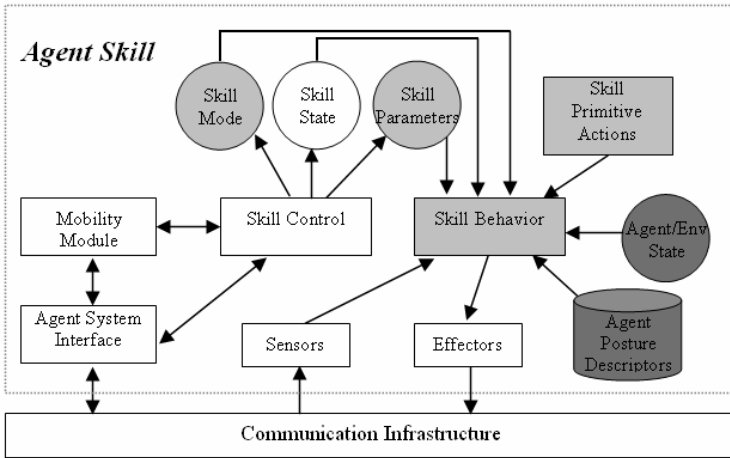 Agent Skill
Skill
Mode
Skill
State
Skill
Parameters
Skill
Primitive
Actions
Mobility
Module
Skill Control
Skill Behavior
Agent/Env
State
Agent System
Interface
Sensors
Effectors
Agent
Posture
Descriptors
Communication Infrastructure